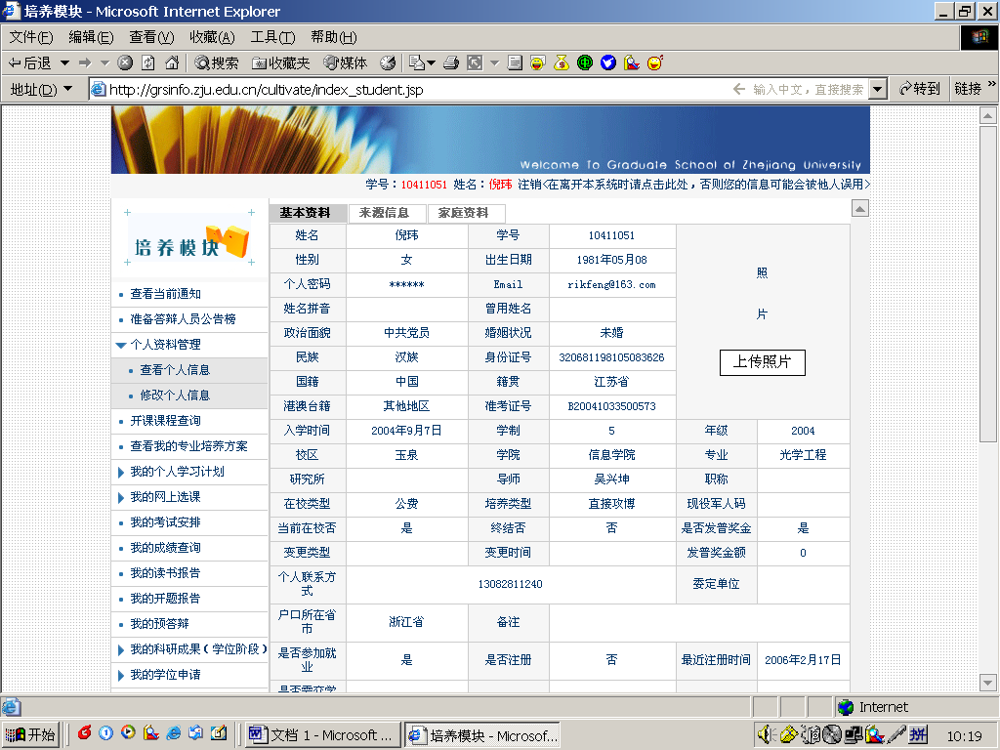 培养模块 - Microsoft Internet Explorer
文件(F) 编辑(E) 查看(V) 收藏(A) 工具(T) 帮助(H)
后退 搜索 收藏夹 媒体
地址(D) http://grsinfo.zju.edu.cn/cultivate/index_student.jsp 输入中文，直接搜索 转到 链接 »
Welcome To Graduate School of Zhejiang University
学号：10411051 姓名：倪玮 注销<在离开本系统时请点击此处，否则您的信息可能会被他人误用>
培养模块
查看当前通知
准备答辩人员公告榜
个人资料管理
查看个人信息
修改个人信息
开课课程查询
查看我的专业培养方案
我的个人学习计划
我的网上选课
我的考试安排
我的成绩查询
我的读书报告
我的开题报告
我的预答辩
我的科研成果(学位阶段)
我的学位申请
基本资料 来源信息 家庭资料
姓名 倪玮 学号 10411051
性别 女 出生日期 1981年05月08
个人密码 ****** Email rikfeng@163.com
姓名拼音 曾用姓名
政治面貌 中共党员 婚姻状况 未婚
民族 汉族 身份证号 320681198105083626
国籍 中国 籍贯 江苏省
港澳台籍 其他地区 准考证号 B20041033500573
照
片
上传照片
入学时间 2004年9月7日 学制 5 年级 2004
校区 玉泉 学院 信息学院 专业 光学工程
研究所 导师 吴兴坤 职称
在校类型 公费 培养类型 直接攻博 现役军人码
当前在校否 是 终结否 否 是否发普奖金 是
变更类型 变更时间 发普奖金额 0
个人联系方式 13082811240 委定单位
户口所在省市 浙江省 备注
是否参加就业 是 是否注册 否 最近注册时间 2006年2月17日
Internet
开始 文档 1 - Microsoft ... 培养模块 - Microsof... 拼 10:19